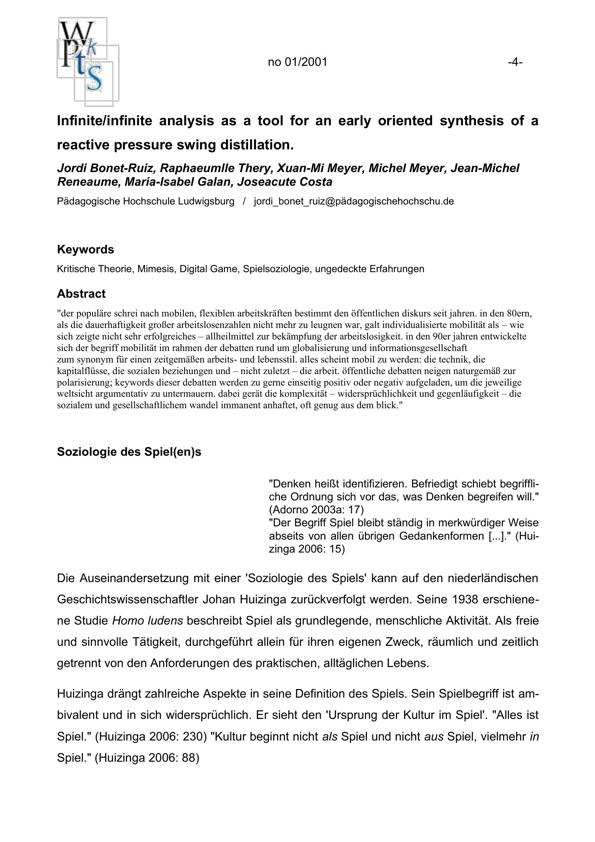 W
P k
t s
S
no 01/2001 -4-
Infinite/infinite analysis as a tool for an early oriented synthesis of a
reactive pressure swing distillation.
Jordi Bonet-Ruiz, Raphaeumlle Thery, Xuan-Mi Meyer, Michel Meyer, Jean-Michel
Reneaume, Maria-Isabel Galan, Joseacute Costa
Pädagogische Hochschule Ludwigsburg / jordi_bonet_ruiz@pädagogischehochschu.de
Keywords
Kritische Theorie, Mimesis, Digital Game, Spielsoziologie, ungedeckte Erfahrungen
Abstract
"der populäre schrei nach mobilen, flexiblen arbeitskräften bestimmt den öffentlichen diskurs seit jahren. in den 80ern,
als die dauerhaftigkeit großer arbeitslosenzahlen nicht mehr zu leugnen war, galt individualisierte mobilität als – wie
sich zeigte nicht sehr erfolgreiches – allheilmittel zur bekämpfung der arbeitslosigkeit. in den 90er jahren entwickelte
sich der begriff mobilität im rahmen der debatten rund um globalisierung und informationsgesellschaft
zum synonym für einen zeitgemäßen arbeits- und lebensstil. alles scheint mobil zu werden: die technik, die
kapitalflüsse, die sozialen beziehungen und – nicht zuletzt – die arbeit. öffentliche debatten neigen naturgemäß zur
polarisierung; keywords dieser debatten werden zu gerne einseitig positiv oder negativ aufgeladen, um die jeweilige
weltsicht argumentativ zu untermauern. dabei gerät die komplexität – widersprüchlichkeit und gegenläufigkeit – die
sozialem und gesellschaftlichem wandel immanent anhaftet, oft genug aus dem blick."
Soziologie des Spiel(en)s
"Denken heißt identifizieren. Befriedigt schiebt begriffli-
che Ordnung sich vor das, was Denken begreifen will."
(Adorno 2003a: 17)
"Der Begriff Spiel bleibt ständig in merkwürdiger Weise
abseits von allen übrigen Gedankenformen [...]." (Hui-
zinga 2006: 15)
Die Auseinandersetzung mit einer 'Soziologie des Spiels' kann auf den niederländischen
Geschichtswissenschaftler Johan Huizinga zurückverfolgt werden. Seine 1938 erschiene-
ne Studie Homo ludens beschreibt Spiel als grundlegende, menschliche Aktivität. Als freie
und sinnvolle Tätigkeit, durchgeführt allein für ihren eigenen Zweck, räumlich und zeitlich
getrennt von den Anforderungen des praktischen, alltäglichen Lebens.
Huizinga drängt zahlreiche Aspekte in seine Definition des Spiels. Sein Spielbegriff ist am-
bivalent und in sich widersprüchlich. Er sieht den 'Ursprung der Kultur im Spiel'. "Alles ist
Spiel." (Huizinga 2006: 230) "Kultur beginnt nicht als Spiel und nicht aus Spiel, vielmehr in
Spiel." (Huizinga 2006: 88)